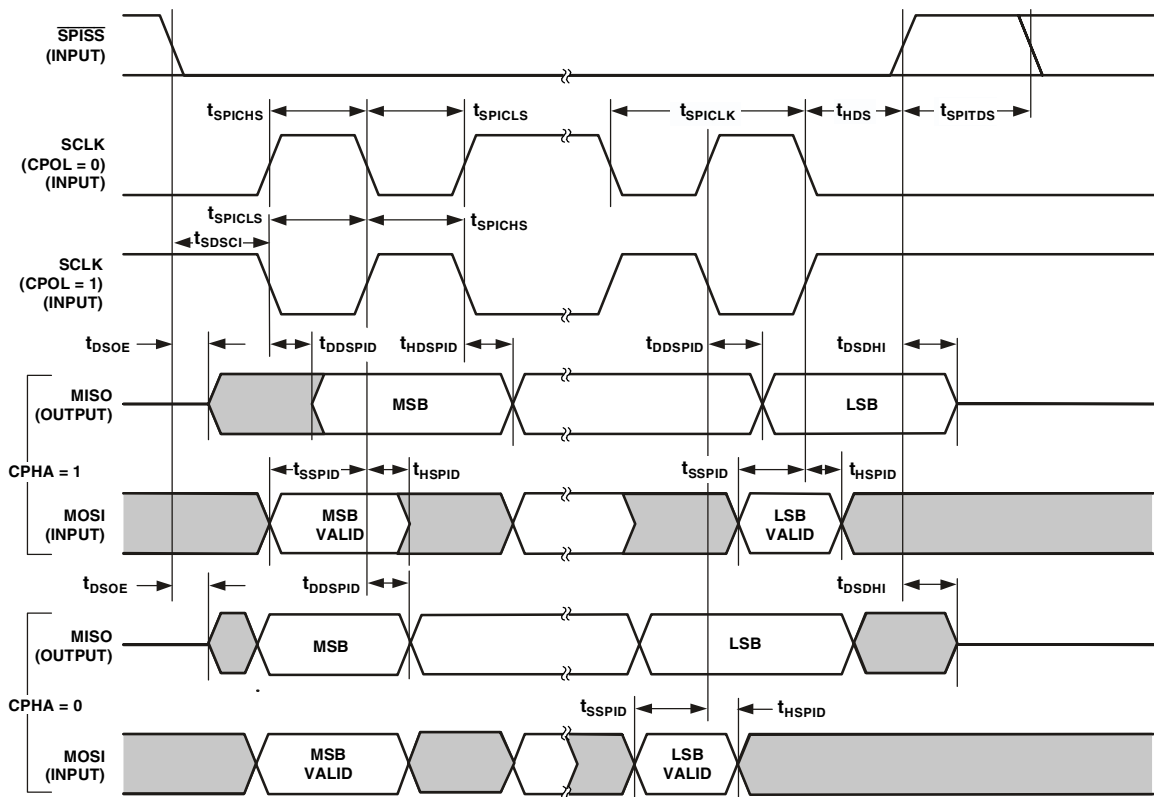 SPISS
(INPUT)
tSPICHS
tSPICLS
tSPICLK
tHDS
tSPITDS
SCLK
(CPOL = 0)
(INPUT)
tSPICLS
tSPICHS
tSDSCI
SCLK
(CPOL = 1)
(INPUT)
tDSOE
tDDSPID
tHDSPID
tDDSPID
tDSDHI
MISO
(OUTPUT)
MSB
LSB
CPHA = 1
tSSPID
tHSPID
tSSPID
tHSPID
MOSI
(INPUT)
MSB
VALID
LSB
VALID
tDSOE
tDDSPID
tDSDHI
MISO
(OUTPUT)
MSB
LSB
CPHA = 0
tSSPID
tHSPID
MOSI
(INPUT)
MSB
VALID
LSB
VALID